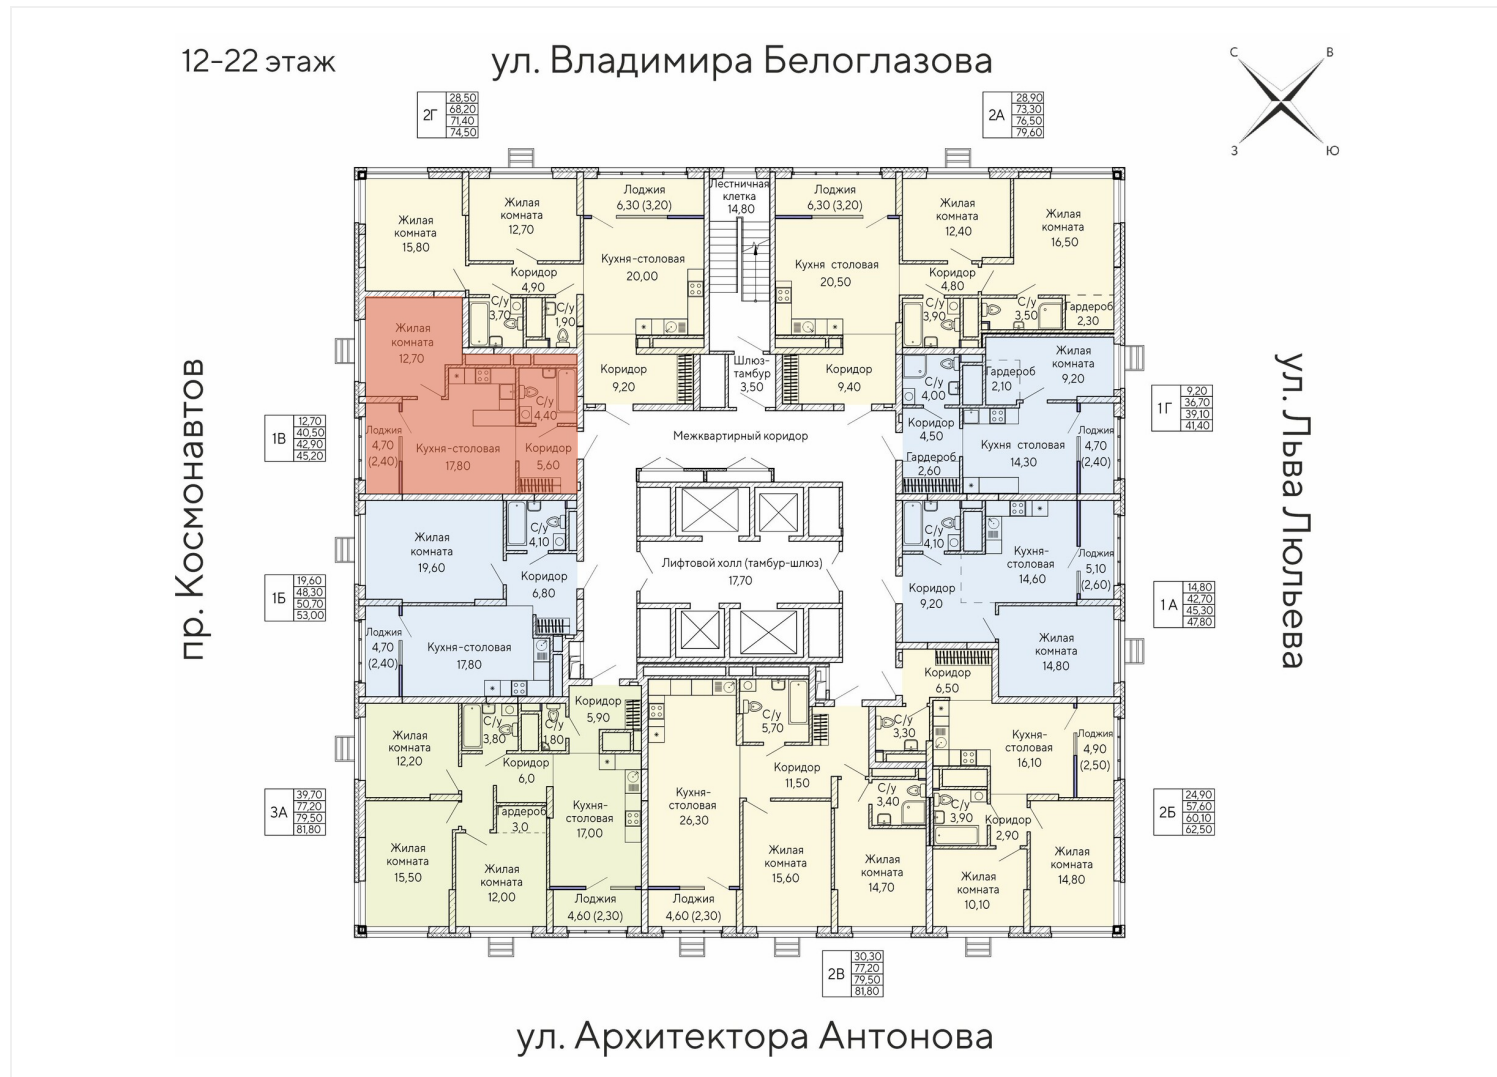 12-22 этаж
ул. Владимира Белоглазова
С
В
З
Ю
2Г
28,50
68,20
71,40
74,50
2А
28,90
73,30
76,50
79,60
Жилая
комната
15,80
Жилая
комната
12,70
Лоджия
6,30 (3,20)
Лестничная
клетка
14,80
Лоджия
6,30 (3,20)
Жилая
комната
12,40
Жилая
комната
16,50
Кухня-столовая
20,00
Кухня столовая
20,50
Коридор
4,90
Коридор
4,80
С/у
3,70
С/у
1,90
С/у
3,90
С/у
3,50
Гардероб
2,30
Жилая
комната
12,70
Коридор
9,20
Шлюз-
тамбур
3,50
Коридор
9,40
С/у
4,00
Гардероб
2,10
Жилая
комната
9,20
1В
12,70
40,50
42,90
45,20
С/у
4,40
Лоджия
4,70
(2,40)
Кухня-столовая
17,80
Коридор
5,60
Межквартирный коридор
Коридор
4,50
Гардероб
2,60
Кухня столовая
14,30
Лоджия
4,70
(2,40)
1Г
9,20
36,70
39,10
41,40
пр. Космонавтов
ул. Льва Люльева
Жилая
комната
19,60
С/у
4,10
Коридор
6,80
Лифтовой холл (тамбур-шлюз)
17,70
С/у
4,10
Коридор
9,20
Кухня-
столовая
14,60
Лоджия
5,10
(2,60)
1Б
19,60
48,30
50,70
53,00
1А
14,80
42,70
45,30
47,80
Лоджия
4,70
(2,40)
Кухня-столовая
17,80
Жилая
комната
14,80
Коридор
5,90
Коридор
6,50
Жилая
комната
12,20
С/у
3,80
С/у
1,80
С/у
5,70
С/у
3,30
Кухня-
столовая
16,10
Лоджия
4,90
(2,50)
Коридор
6,0
Коридор
11,50
3А
39,70
77,20
79,50
81,80
Гардероб
3,0
Кухня-
столовая
17,00
Кухня-
столовая
26,30
С/у
3,40
С/у
3,90
Коридор
2,90
2Б
24,90
57,60
60,10
62,50
Жилая
комната
15,50
Жилая
комната
12,00
Жилая
комната
15,60
Жилая
комната
14,70
Жилая
комната
10,10
Жилая
комната
14,80
Лоджия
4,60 (2,30)
Лоджия
4,60 (2,30)
2В
30,30
77,20
79,50
81,80
ул. Архитектора Антонова